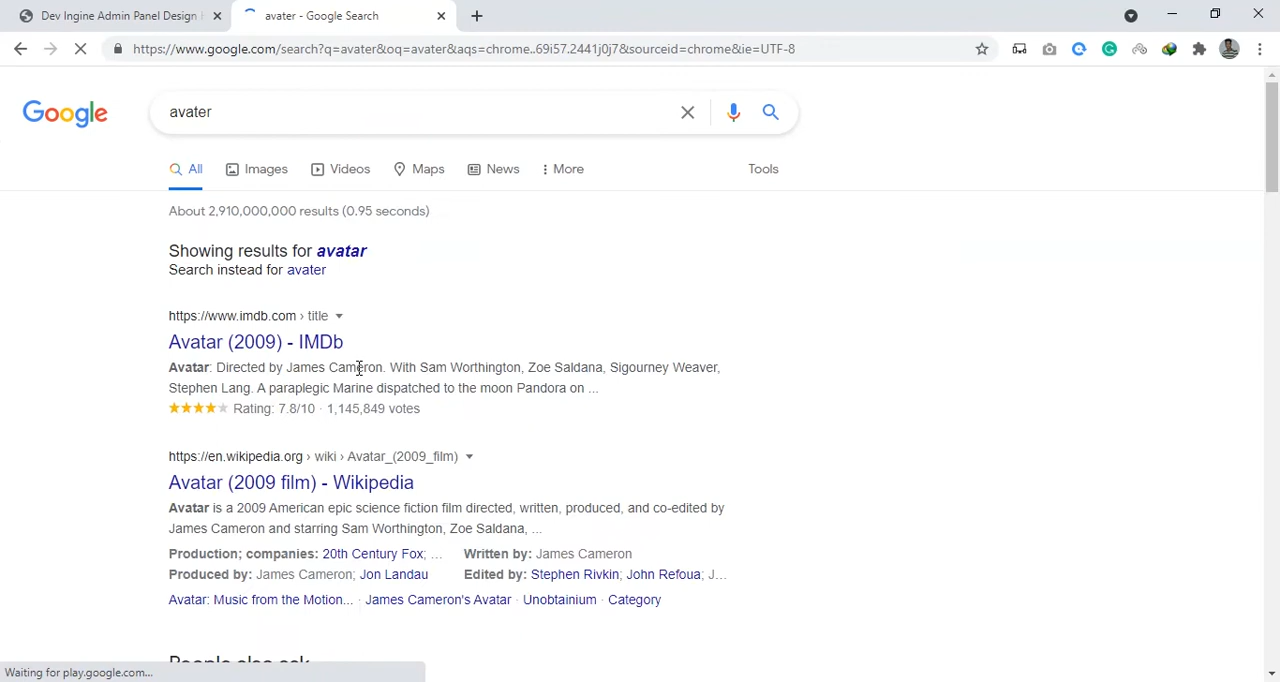 Dev Ingine Admin Panel Design
avater - Google Search
https://www.google.com/search?q=avater&oq=avater&aqs=chrome..69i57.2441j0j7&sourceid=chrome&ie=UTF-8
Google
avater
All Images Videos Maps News More Tools
About 2,910,000,000 results (0.95 seconds)
Showing results for avatar
Search instead for avater
https://www.imdb.com › title
Avatar (2009) - IMDb
Avatar: Directed by James Cameron. With Sam Worthington, Zoe Saldana, Sigourney Weaver,
Stephen Lang. A paraplegic Marine dispatched to the moon Pandora on ...
Rating: 7.8/10 · 1,145,849 votes
https://en.wikipedia.org › wiki › Avatar_(2009_film)
Avatar (2009 film) - Wikipedia
Avatar is a 2009 American epic science fiction film directed, written, produced, and co-edited by
James Cameron and starring Sam Worthington, Zoe Saldana, ...
Production; companies: 20th Century Fox; ... Written by: James Cameron
Produced by: James Cameron; Jon Landau Edited by: Stephen Rivkin; John Refoua; J...
Avatar: Music from the Motion... · James Cameron's Avatar · Unobtainium · Category
People also ask
Waiting for play.google.com...